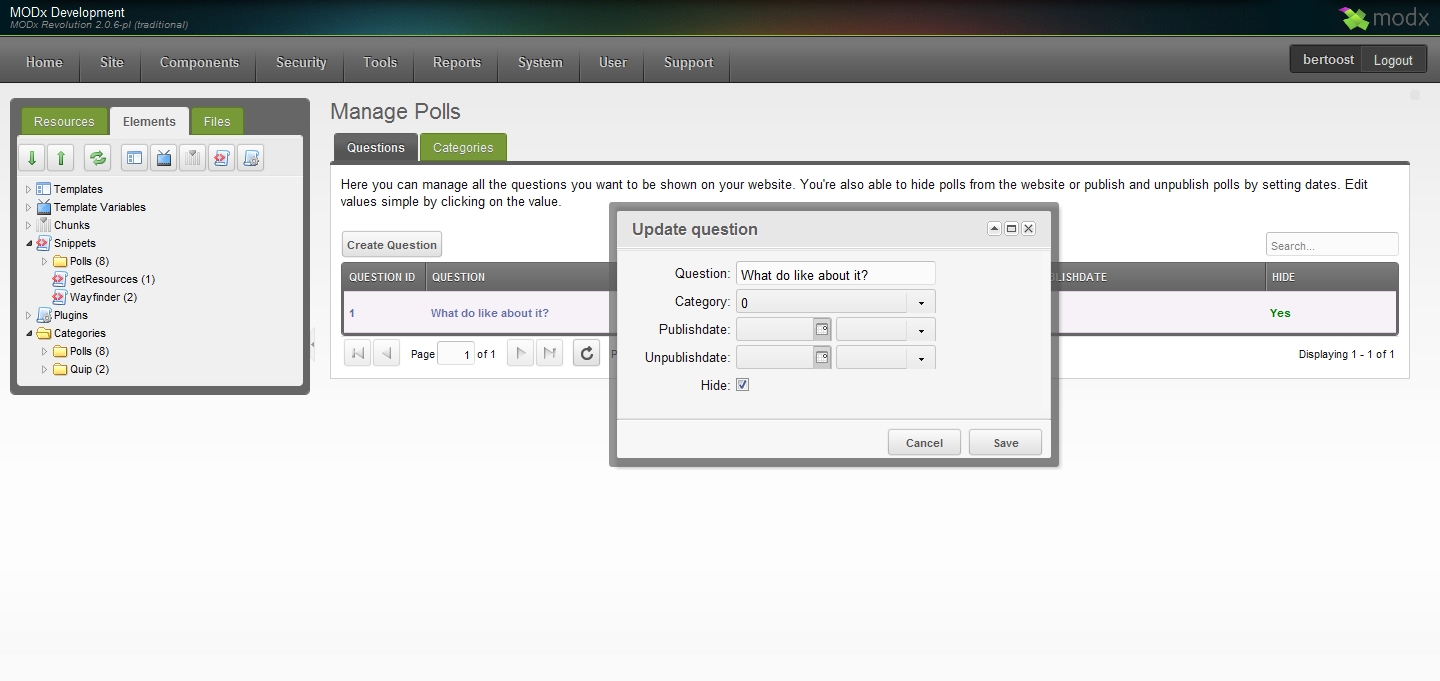 MODx Development
MODx Revolution 2.0.6-pl (traditional)
modx
Home Site Components Security Tools Reports System User Support
bertoost Logout
Resources Elements Files
Templates
Template Variables
Chunks
Snippets
Polls (8)
getResources (1)
Wayfinder (2)
Plugins
Categories
Polls (8)
Quip (2)
Manage Polls
Questions Categories
Here you can manage all the questions you want to be shown on your website. You're also able to hide polls from the website or publish and unpublish polls by setting dates. Edit
values simple by clicking on the value.
Create Question
Search...
QUESTION ID QUESTION BLISHDATE HIDE
1 What do like about it? Yes
Page 1 of 1
Displaying 1 - 1 of 1
Update question
Question: What do like about it?
Category: 0
Publishdate:
Unpublishdate:
Hide:
Cancel Save